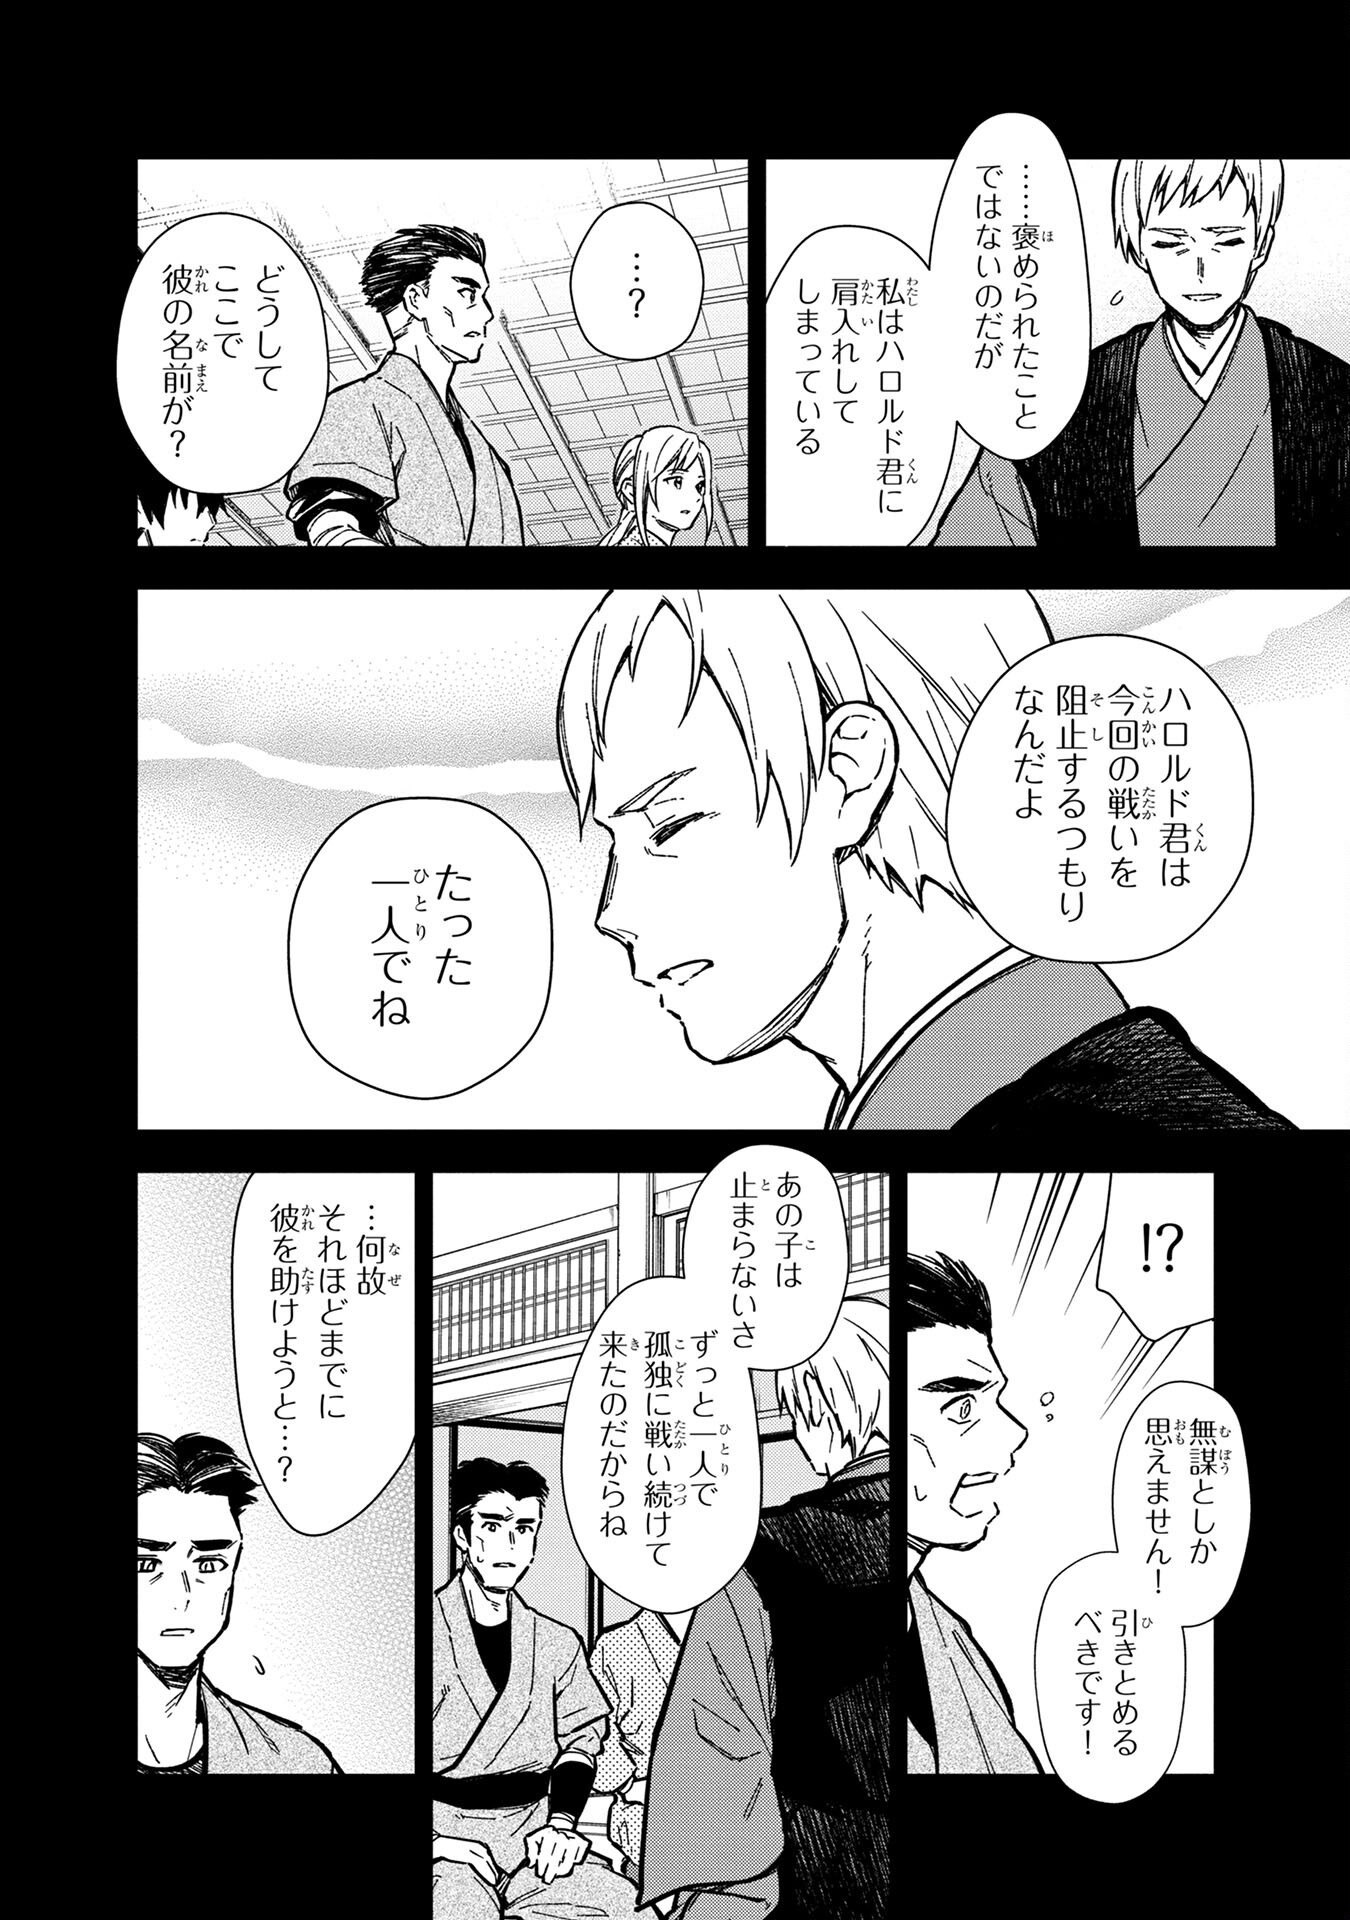 ……褒められたこと
ではないのだが
私はハロルド君に
肩入れして
しまっている
…?
どうして
ここで
彼の名前が?
ハロルド君は
今回の戦いを
阻止するつもり
なんだよ
たった
一人でね
!?
無謀としか
思えません!
引きとめる
べきです!
あの子は
止まらないさ
ずっと一人で
孤独に戦い続けて
来たのだからね
…何故
それほどまでに
彼を助けようと…?